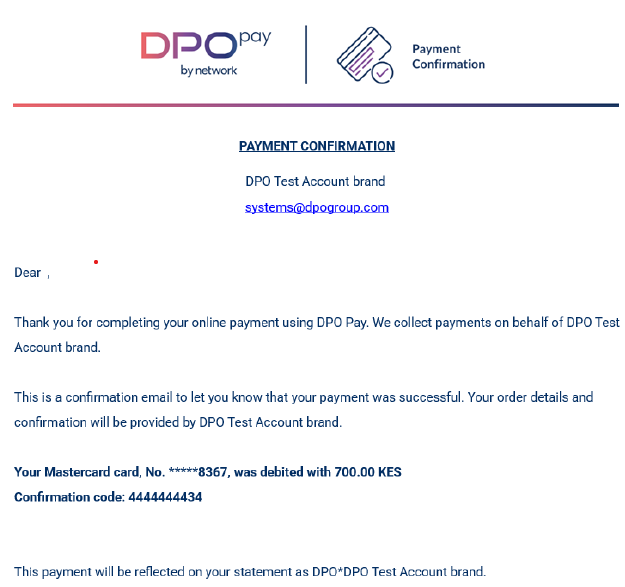 DPO pay
by network
Payment
Confirmation
PAYMENT CONFIRMATION
DPO Test Account brand
systems@dpogroup.com
Dear ,
Thank you for completing your online payment using DPO Pay. We collect payments on behalf of DPO Test
Account brand.
This is a confirmation email to let you know that your payment was successful. Your order details and
confirmation will be provided by DPO Test Account brand.
Your Mastercard card, No. *****8367, was debited with 700.00 KES
Confirmation code: 4444444434
This payment will be reflected on your statement as DPO*DPO Test Account brand.